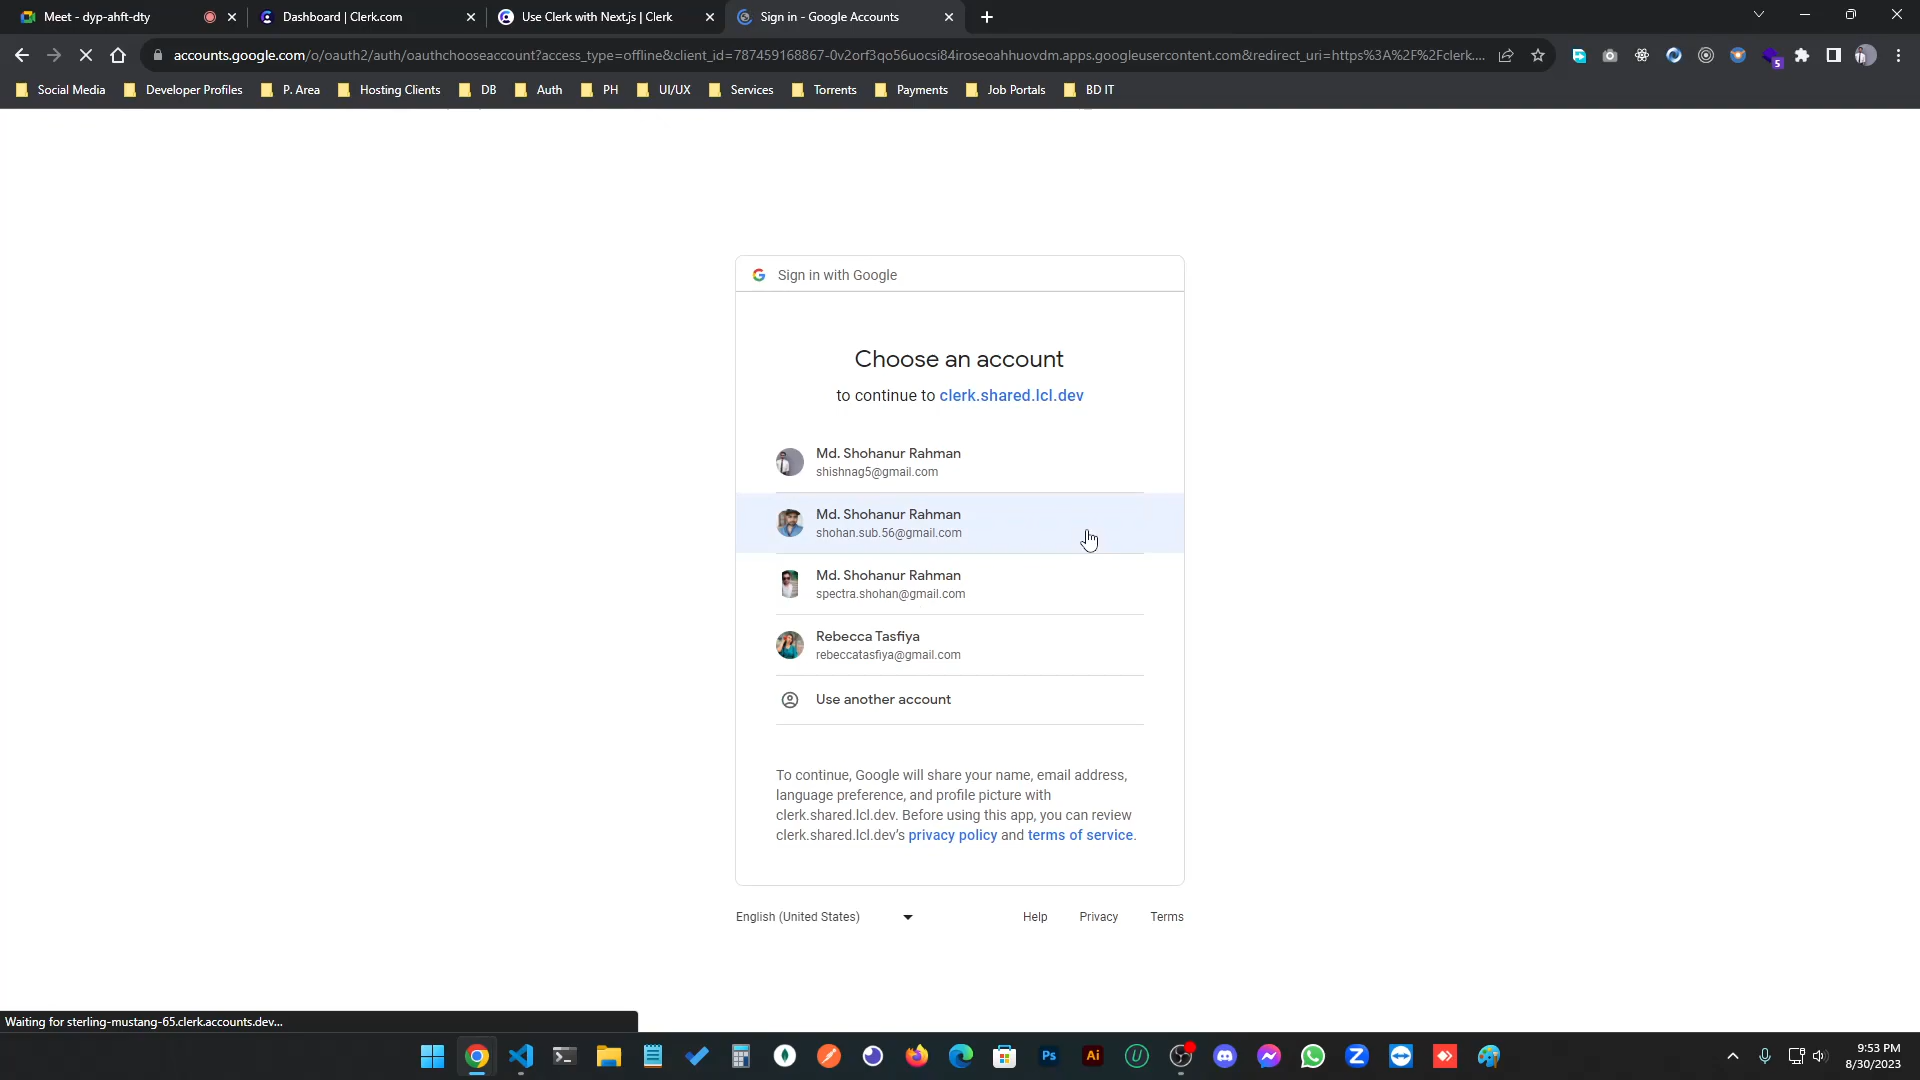 Meet - dyp-ahft-dty
Dashboard | Clerk.com
Use Clerk with Next.js | Clerk
Sign in - Google Accounts
accounts.google.com/o/oauth2/auth/oauthchooseaccount?access_type=offline&client_id=787459168867-0v2orf3qo56uocsi84iroseoahhuovdm.apps.googleusercontent.com&redirect_uri=https%3A%2F%2Fclerk....
5
Social Media
Developer Profiles
P. Area
Hosting Clients
DB
Auth
PH
UI/UX
Services
Torrents
Payments
Job Portals
BD IT
Sign in with Google
Choose an account
to continue to clerk.shared.lcl.dev
Md. Shohanur Rahman
shishnag5@gmail.com
Md. Shohanur Rahman
shohan.sub.56@gmail.com
Md. Shohanur Rahman
spectra.shohan@gmail.com
Rebecca Tasfiya
rebeccatasfiya@gmail.com
Use another account
To continue, Google will share your name, email address,
language preference, and profile picture with
clerk.shared.lcl.dev. Before using this app, you can review
clerk.shared.lcl.dev's privacy policy and terms of service.
English (United States)
Help
Privacy
Terms
Waiting for sterling-mustang-65.clerk.accounts.dev...
Ps
Ai
9:53 PM
8/30/2023